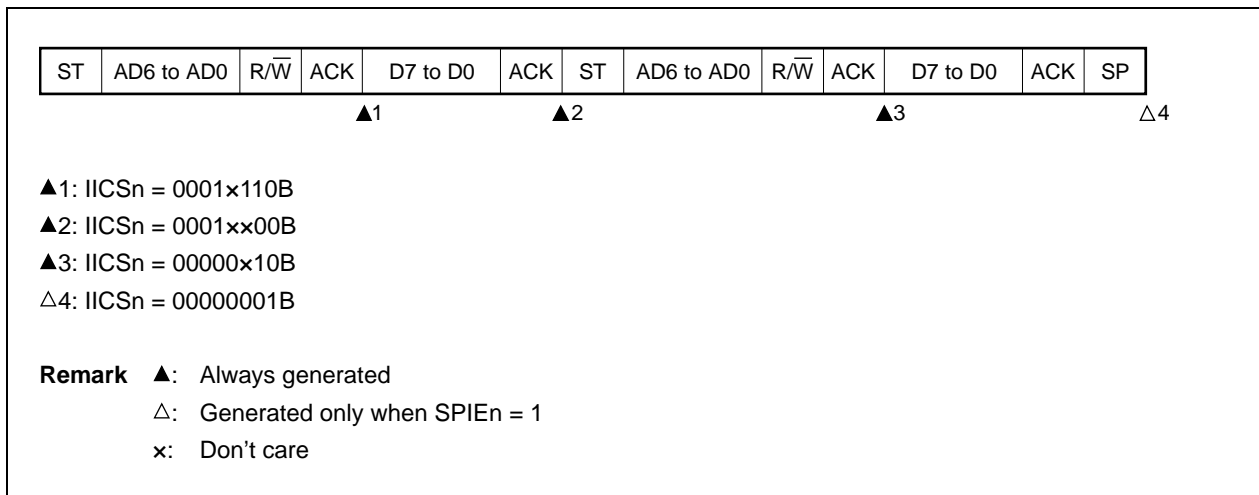 ST AD6 to AD0 R/W̅ ACK D7 to D0 ACK ST AD6 to AD0 R/W̅ ACK D7 to D0 ACK SP
▲1 ▲2 ▲3 △4
▲1: IICSn = 0001×110B
▲2: IICSn = 0001××00B
▲3: IICSn = 00000×10B
△4: IICSn = 00000001B
Remark ▲: Always generated
△: Generated only when SPIEn = 1
×: Don't care